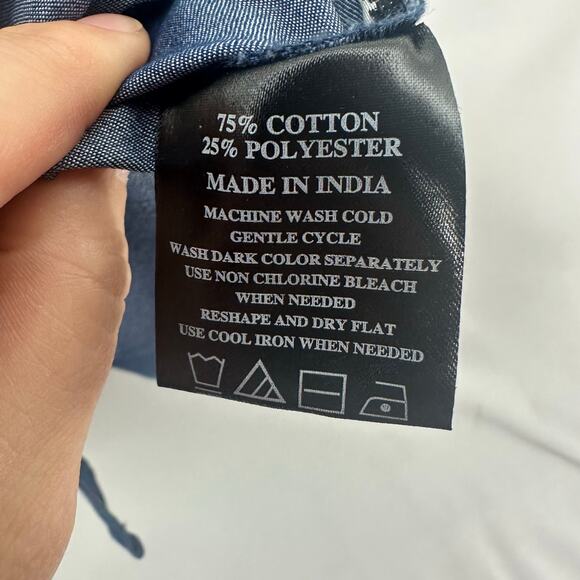 75% COTTON
25% POLYESTER
MADE IN INDIA
MACHINE WASH COLD
GENTLE CYCLE
WASH DARK COLOR SEPARATELY
USE NON CHLORINE BLEACH
WHEN NEEDED
RESHAPE AND DRY FLAT
USE COOL IRON WHEN NEEDED